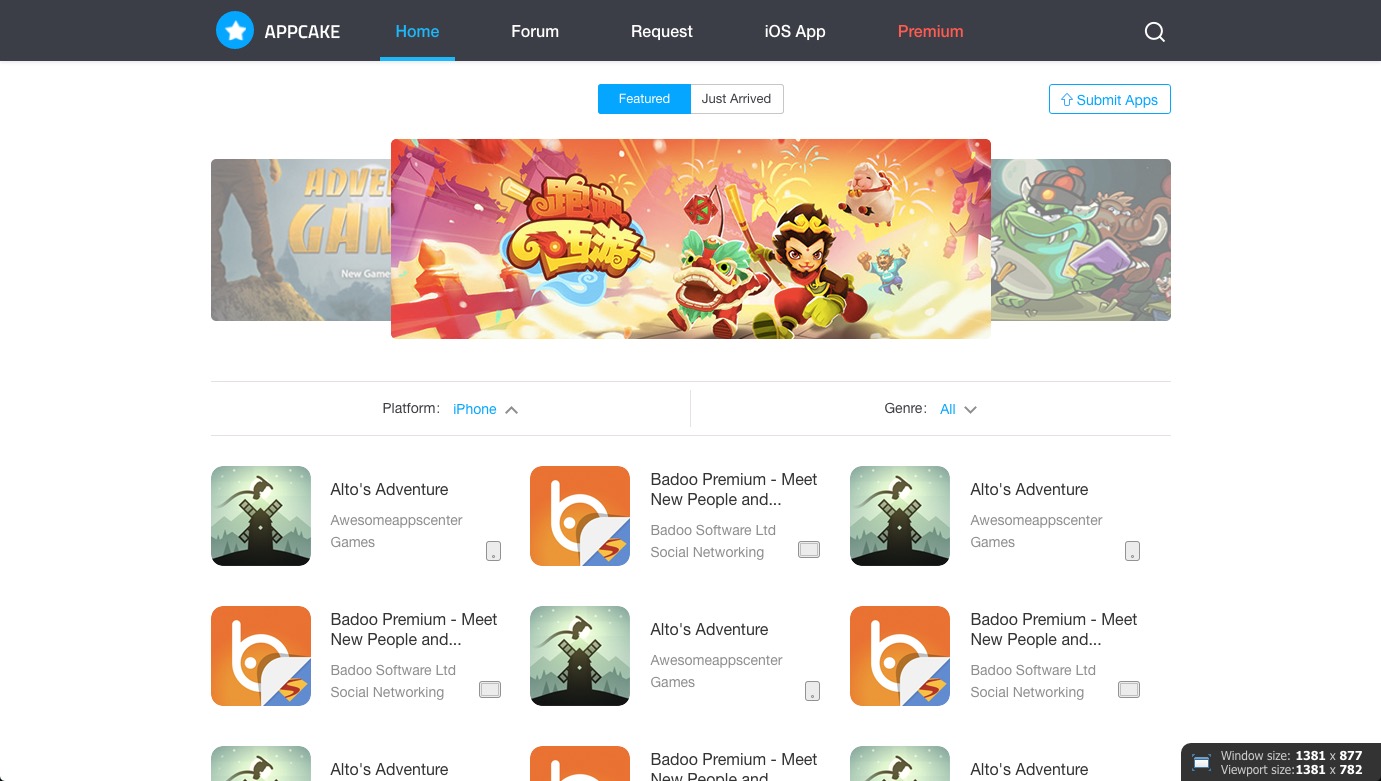 APPCAKE
Home
Forum
Request
iOS App
Premium
Featured
Just Arrived
Submit Apps
New Game
跑跑
西游
Platform:
iPhone
Genre:
All
Alto's Adventure
Awesomeappscenter
Games
Badoo Premium - Meet
New People and...
Badoo Software Ltd
Social Networking
Alto's Adventure
Awesomeappscenter
Games
Badoo Premium - Meet
New People and...
Badoo Software Ltd
Social Networking
Alto's Adventure
Awesomeappscenter
Games
Badoo Premium - Meet
New People and...
Badoo Software Ltd
Social Networking
Alto's Adventure
Badoo Premium - Meet
New People and
Alto's Adventure
Window size: 1381 x 877
Viewport size: 1381 x 782